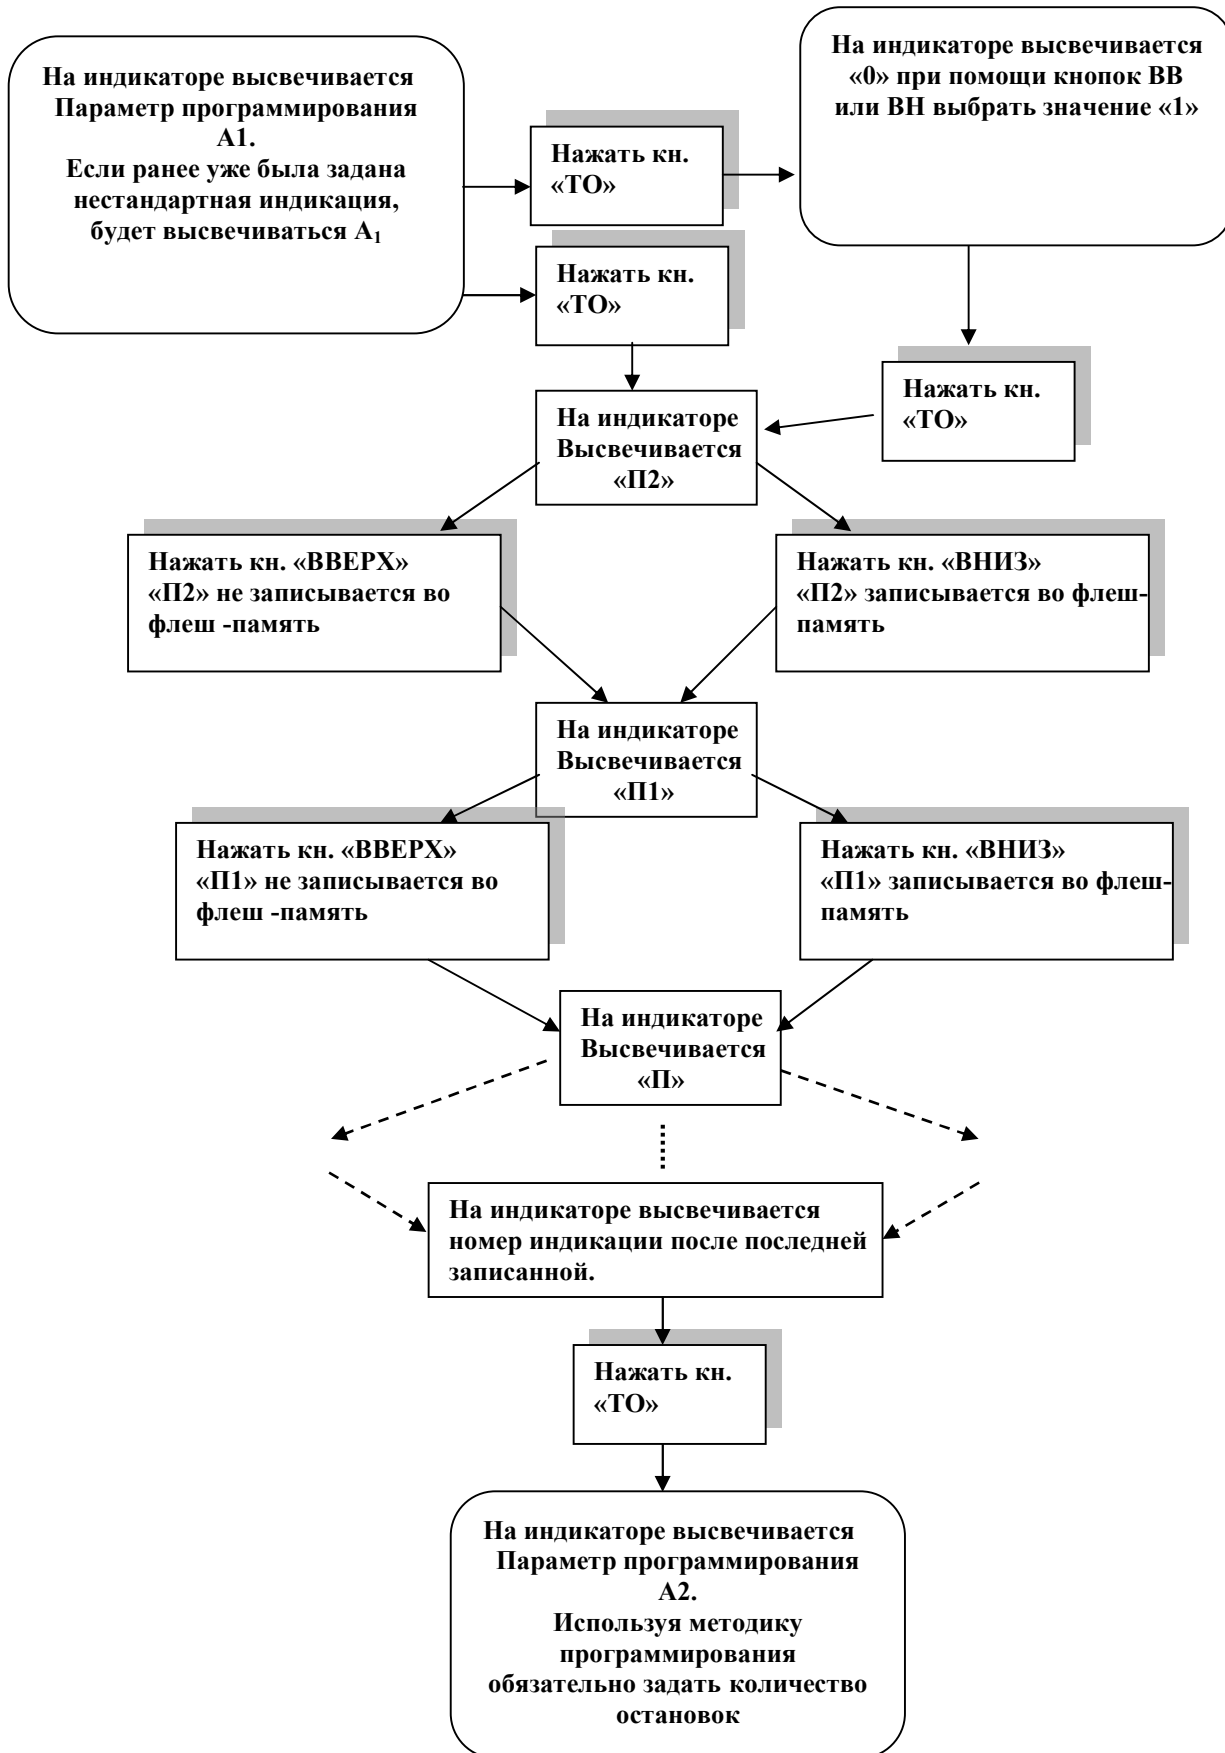 На индикаторе высвечивается
Параметр программирования
А1.
Если ранее уже была задана
нестандартная индикация,
будет высвечиваться А₁
Нажать кн.
«ТО»
На индикаторе высвечивается
«0» при помощи кнопок ВВ
или ВН выбрать значение «1»
Нажать кн.
«ТО»
Нажать кн.
«ТО»
На индикаторе
Высвечивается
«П2»
Нажать кн. «ВВЕРХ»
«П2» не записывается во
флеш -память
Нажать кн. «ВНИЗ»
«П2» записывается во флеш-
память
На индикаторе
Высвечивается
«П1»
Нажать кн. «ВВЕРХ»
«П1» не записывается во
флеш -память
Нажать кн. «ВНИЗ»
«П1» записывается во флеш-
память
На индикаторе
Высвечивается
«П»
На индикаторе высвечивается
номер индикации после последней
записанной.
Нажать кн.
«ТО»
На индикаторе высвечивается
Параметр программирования
А2.
Используя методику
программирования
обязательно задать количество
остановок